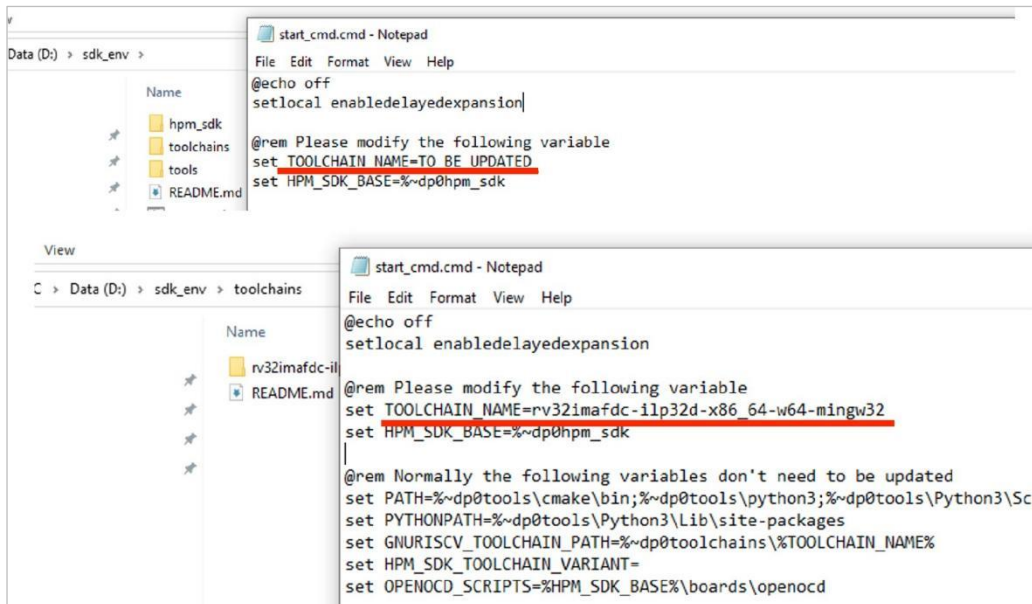 start_cmd.cmd - Notepad
Data (D:) > sdk_env >
File Edit Format View Help
Name
hpm_sdk
toolchains
tools
README.md
@echo off
setlocal enabledelayedexpansion
@rem Please modify the following variable
set TOOLCHAIN_NAME=TO BE UPDATED
set HPM_SDK_BASE=%~dp0hpm_sdk
View
C > Data (D:) > sdk_env > toolchains
Name
rv32imafdc-il
README.md
start_cmd.cmd - Notepad
File Edit Format View Help
@echo off
setlocal enabledelayedexpansion
@rem Please modify the following variable
set TOOLCHAIN_NAME=rv32imafdc-ilp32d-x86_64-w64-mingw32
set HPM_SDK_BASE=%~dp0hpm_sdk
@rem Normally the following variables don't need to be updated
set PATH=%~dp0tools\cmake\bin;%~dp0tools\python3;%~dp0tools\Python3\Sc
set PYTHONPATH=%~dp0tools\Python3\Lib\site-packages
set GNURISCV_TOOLCHAIN_PATH=%~dp0toolchains\%TOOLCHAIN_NAME%
set HPM_SDK_TOOLCHAIN_VARIANT=
set OPENOCD_SCRIPTS=%HPM_SDK_BASE%\boards\openocd